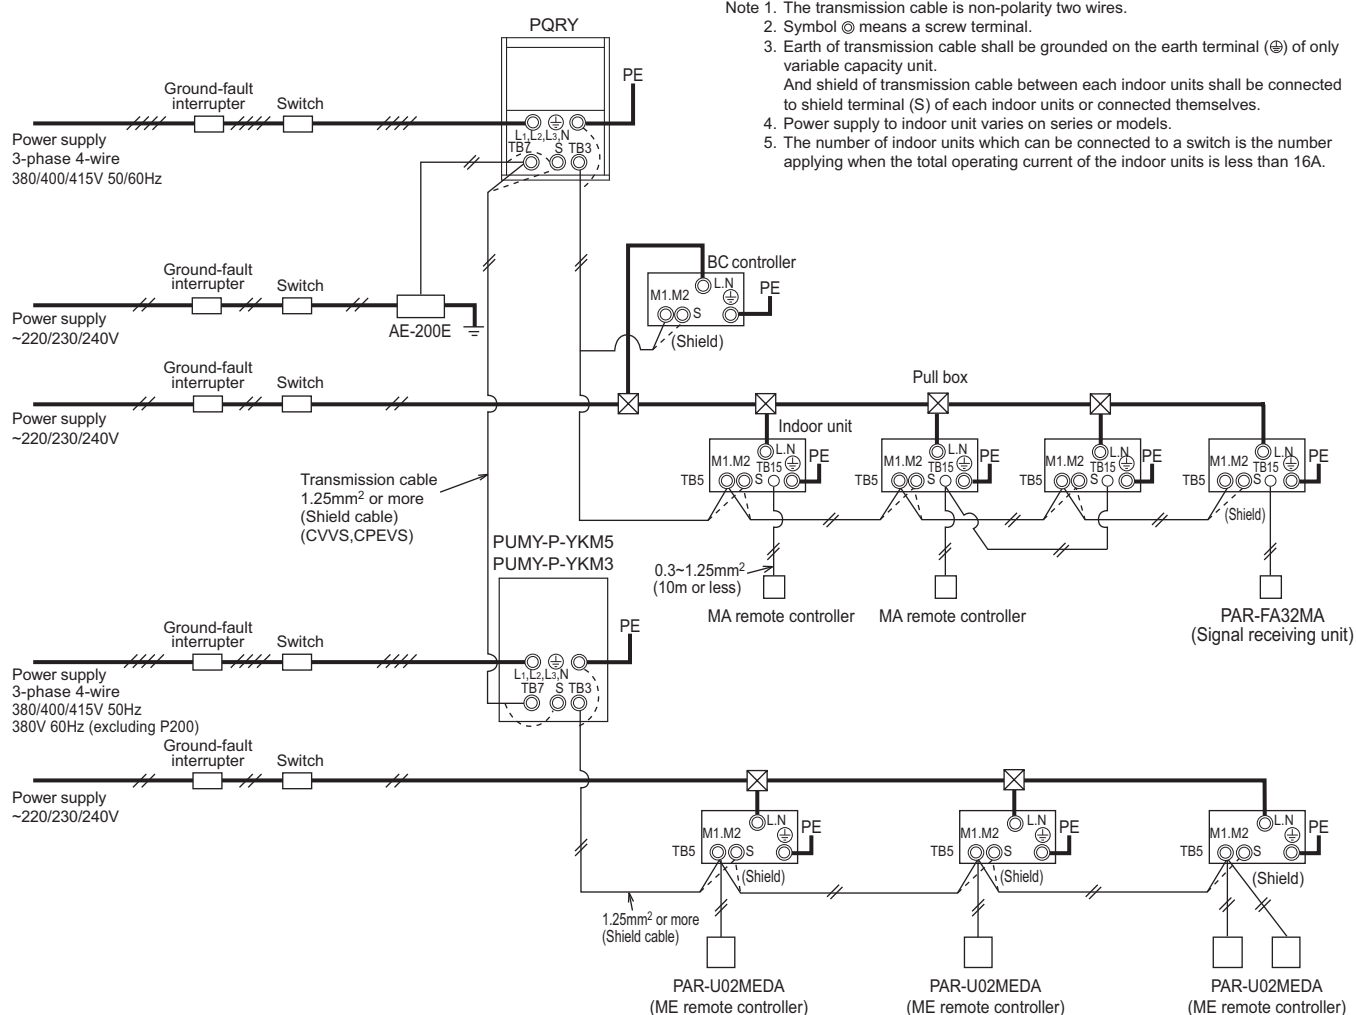 Note 1. The transmission cable is non-polarity two wires.
2. Symbol ◎ means a screw terminal.
3. Earth of transmission cable shall be grounded on the earth terminal (⏚) of only
variable capacity unit.
And shield of transmission cable between each indoor units shall be connected
to shield terminal (S) of each indoor units or connected themselves.
4. Power supply to indoor unit varies on series or models.
5. The number of indoor units which can be connected to a switch is the number
applying when the total operating current of the indoor units is less than 16A.
PQRY
PE
Ground-fault
interrupter
Switch
L1,L2,L3,N
TB7 S TB3
Power supply
3-phase 4-wire
380/400/415V 50/60Hz
Ground-fault
interrupter
Switch
AE-200E
Power supply
~220/230/240V
BC controller
L.N
M1.M2
S
PE
(Shield)
Ground-fault
interrupter
Switch
Power supply
~220/230/240V
Pull box
Indoor unit
L.N
M1.M2
TB15
TB5
S
PE
L.N
M1.M2
TB15
TB5
S
PE
L.N
M1.M2
TB15
TB5
S
PE
L.N
M1.M2
TB15
TB5
S
PE
(Shield)
Transmission cable
1.25mm2 or more
(Shield cable)
(CVVS,CPEVS)
0.3~1.25mm2
(10m or less)
MA remote controller
MA remote controller
PAR-FA32MA
(Signal receiving unit)
PUMY-P-YKM5
PUMY-P-YKM3
PE
Ground-fault
interrupter
Switch
L1,L2,L3,N
TB7 S TB3
Power supply
3-phase 4-wire
380/400/415V 50Hz
380V 60Hz (excluding P200)
Ground-fault
interrupter
Switch
Power supply
~220/230/240V
L.N
M1.M2
TB5
S
PE
(Shield)
L.N
M1.M2
TB5
S
PE
(Shield)
L.N
M1.M2
TB5
S
PE
(Shield)
1.25mm2 or more
(Shield cable)
PAR-U02MEDA
(ME remote controller)
PAR-U02MEDA
(ME remote controller)
PAR-U02MEDA
(ME remote controller)